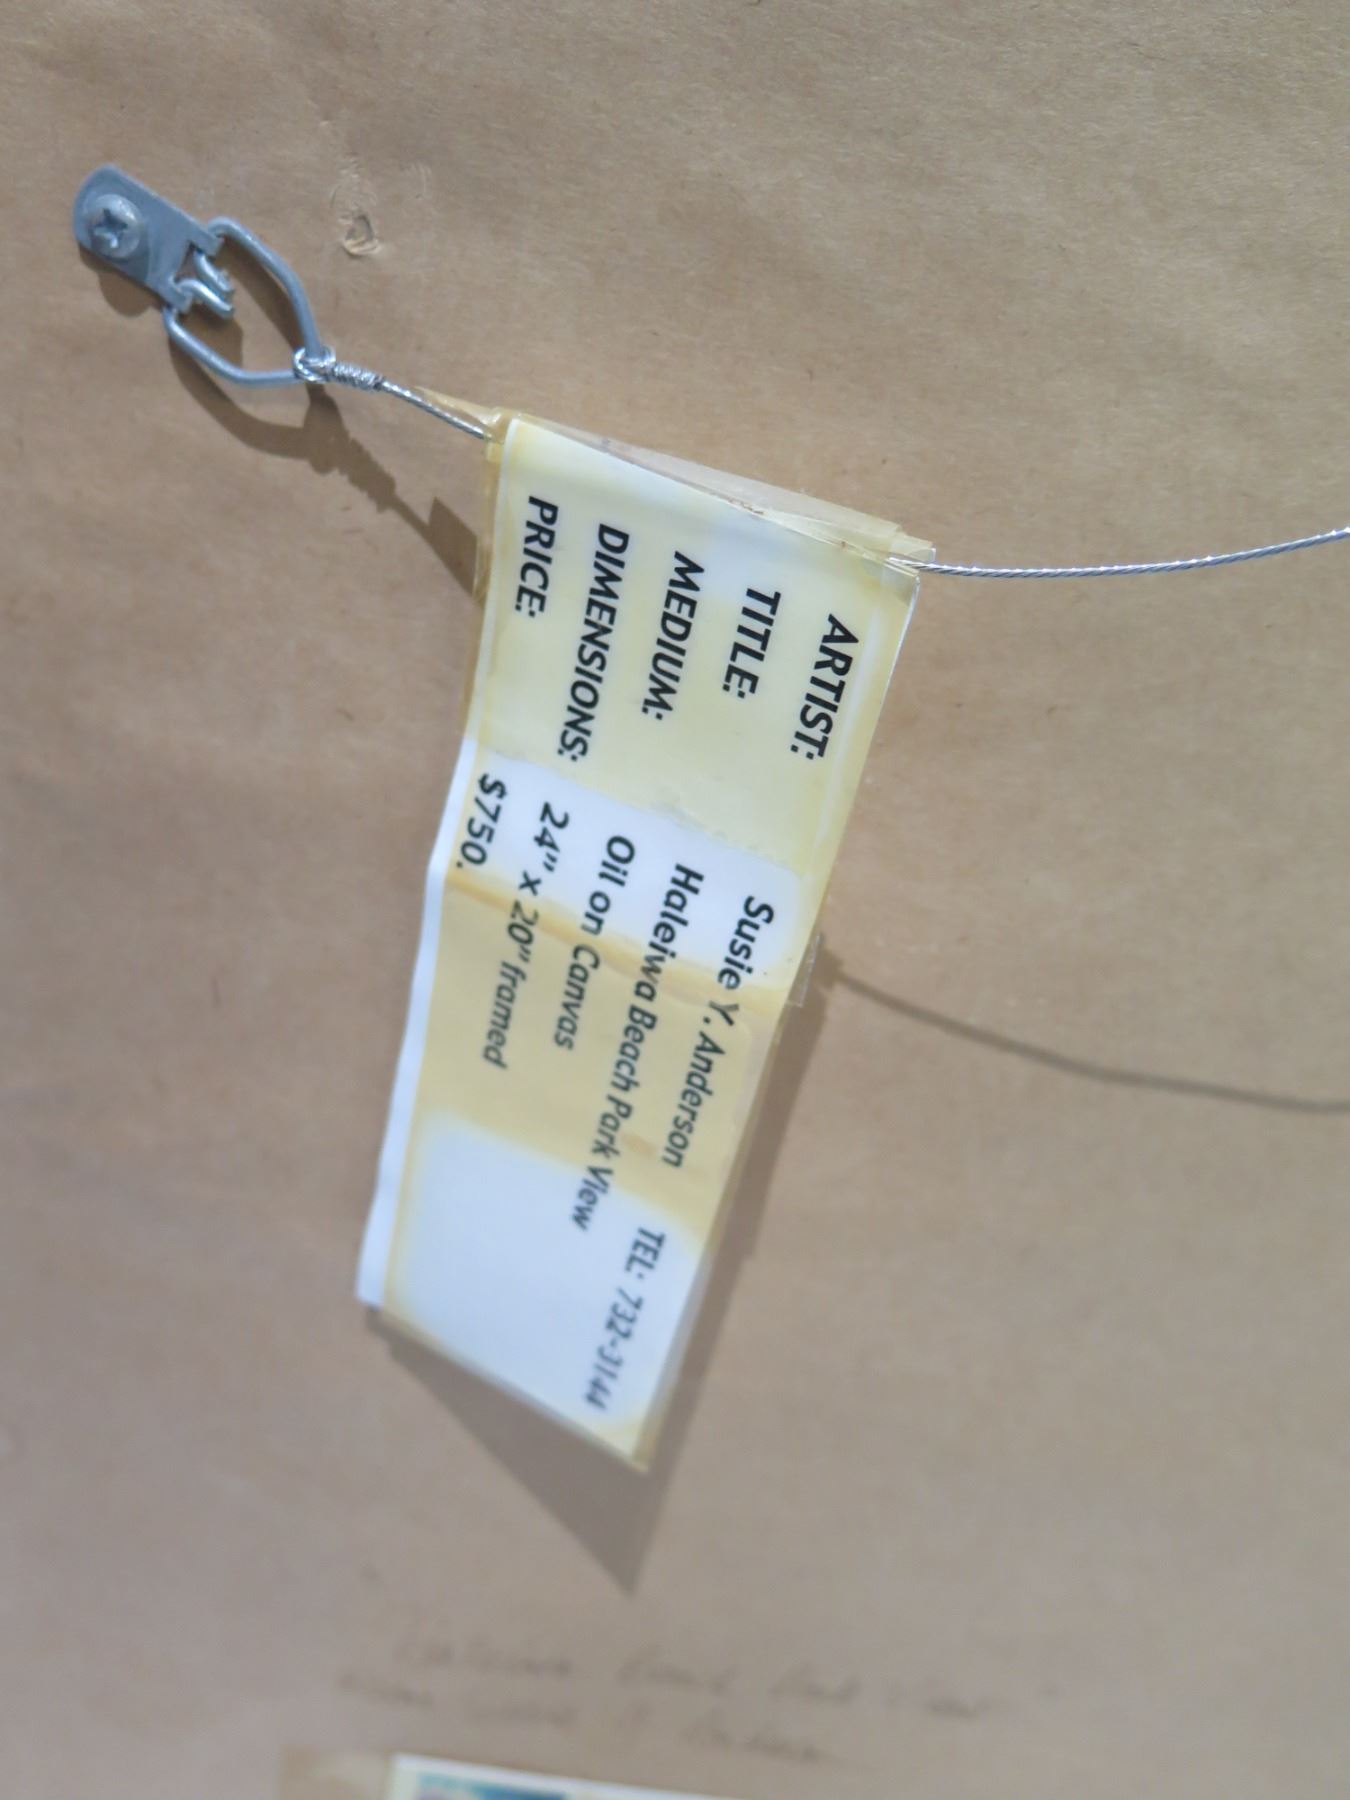 ARTIST: Susie Y. Anderson TEL: 732-3144
TITLE: Haleiwa Beach Park View
MEDIUM: Oil on Canvas
DIMENSIONS: 24" x 20" framed
PRICE: $750.